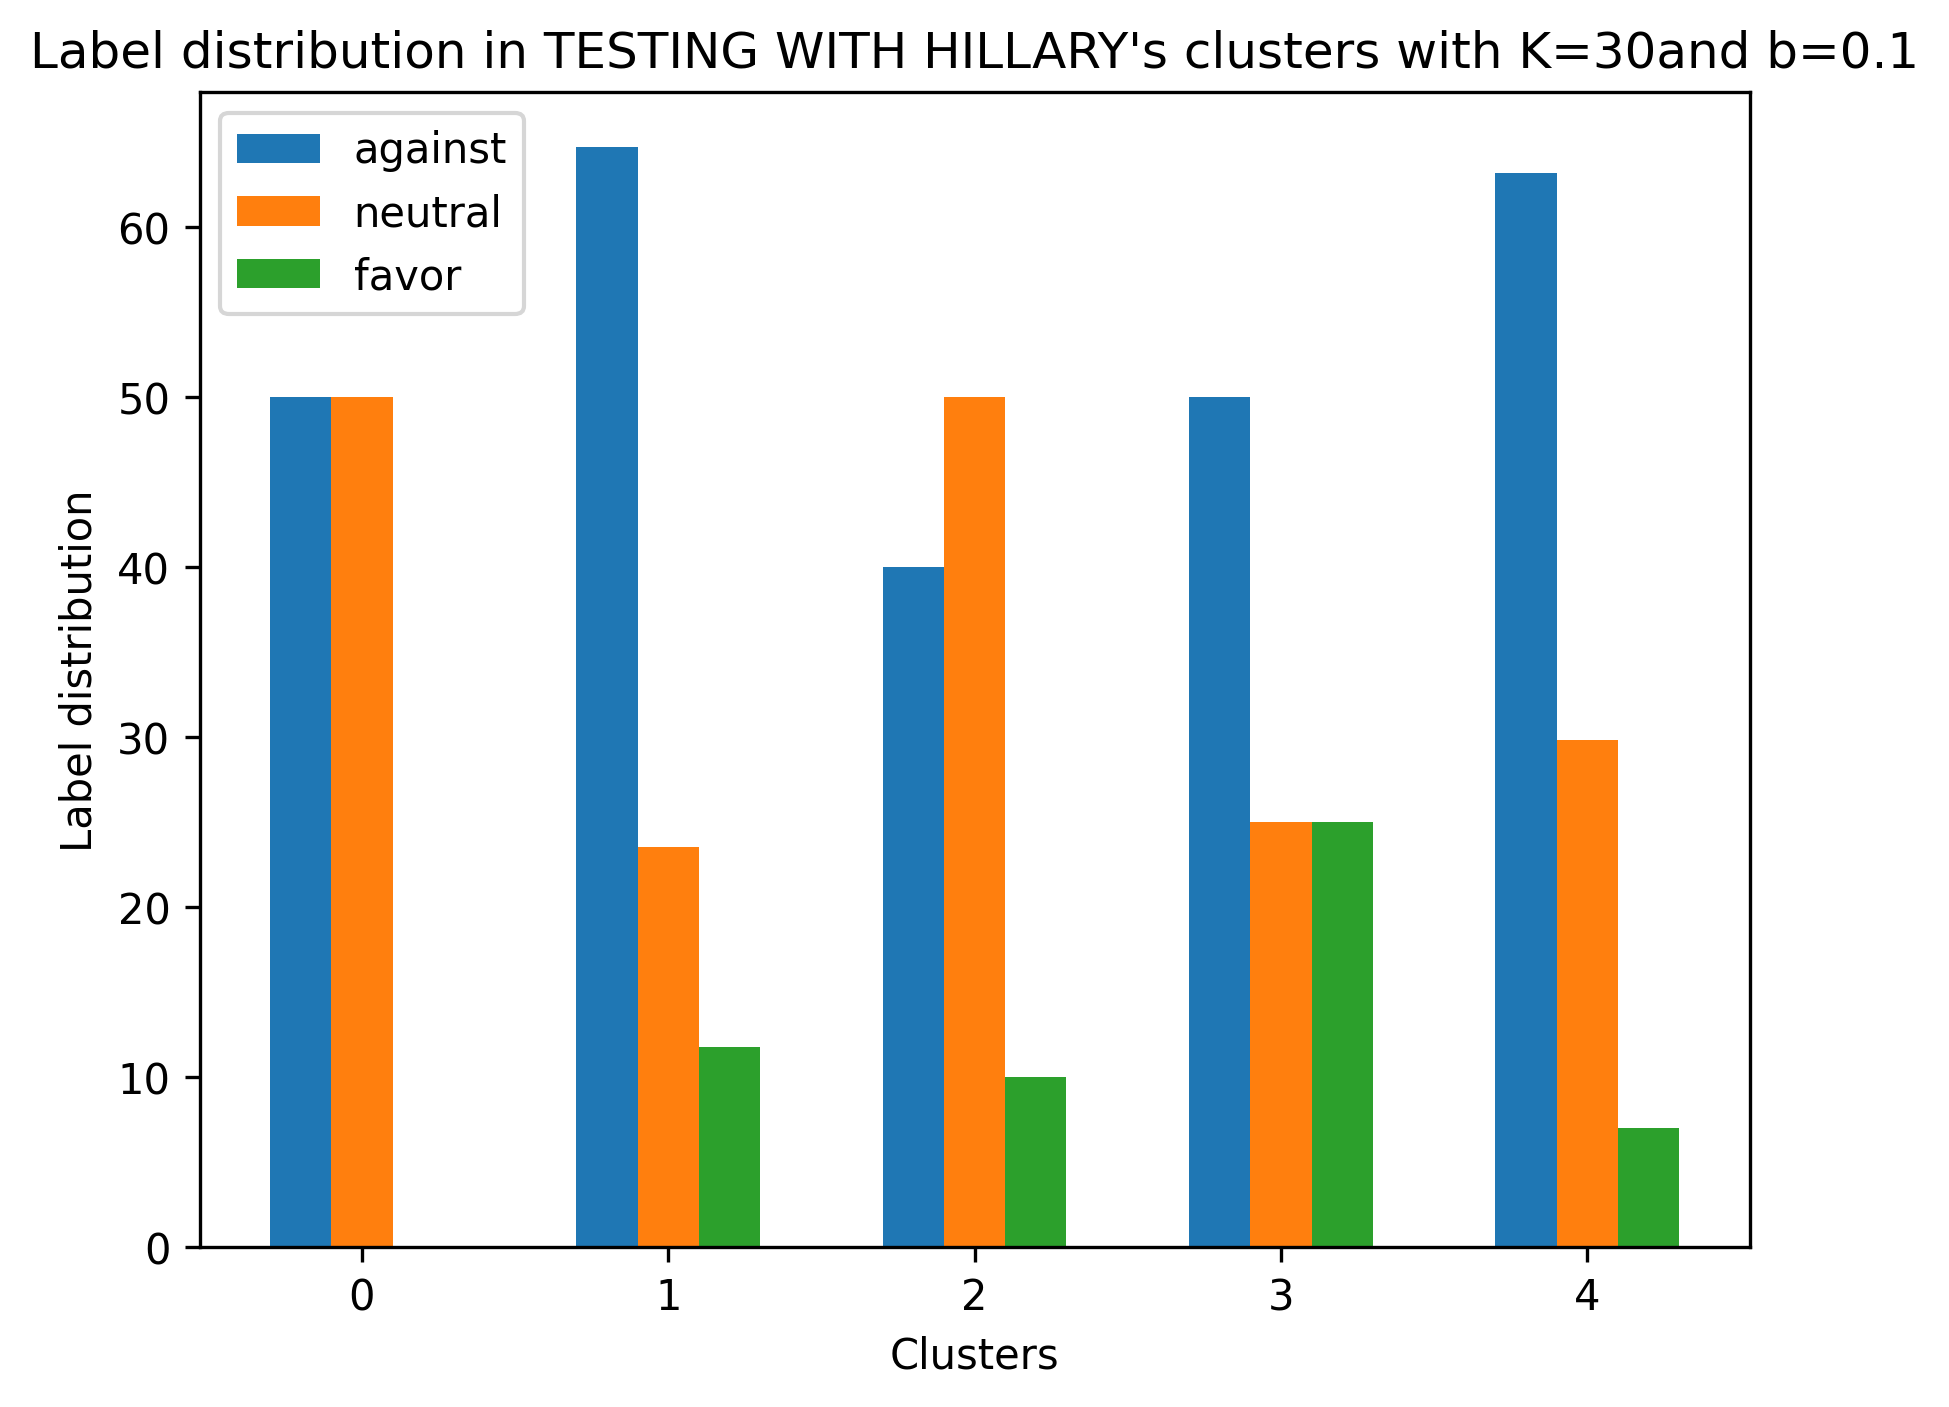 Label distribution in TESTING WITH HILLARY's clusters with K=30and b=0.1
against
neutral
favor
60
50
40
30
20
10
0
Label distribution
0 1 2 3 4
Clusters